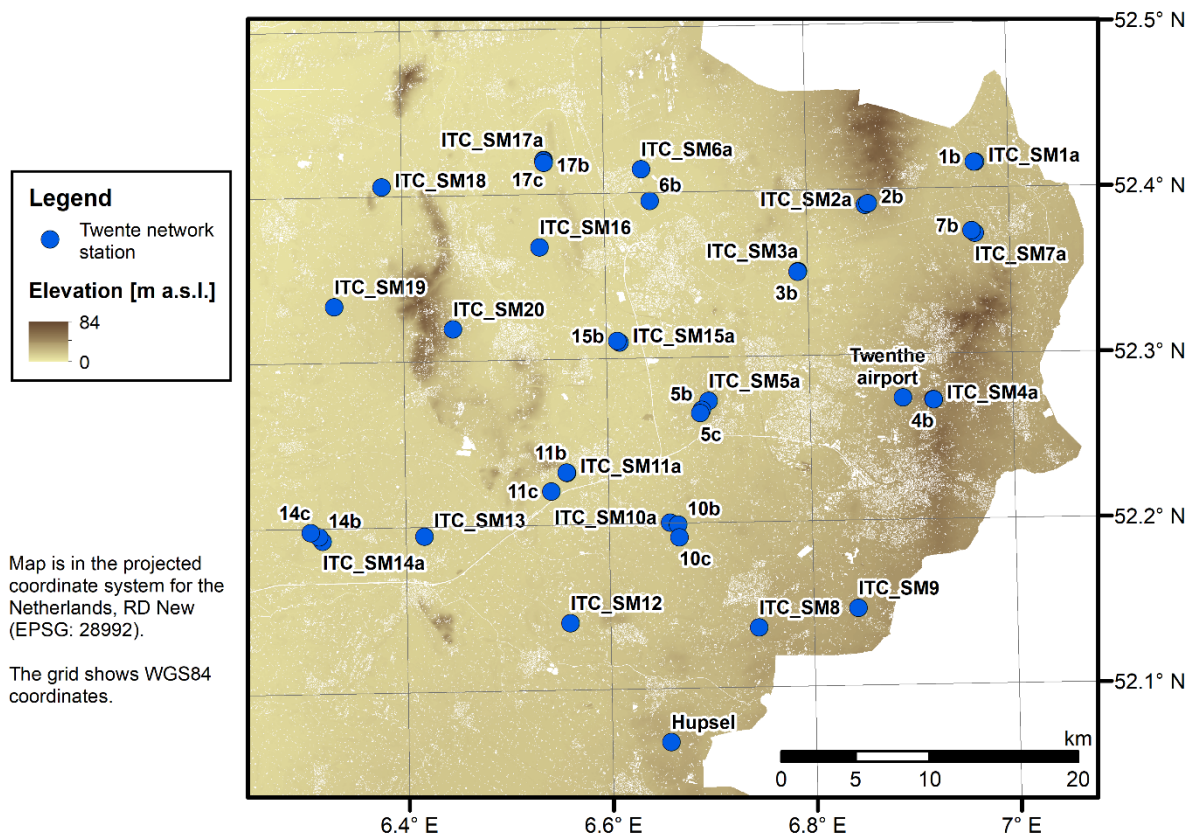 52.5° N
ITC_SM17a
17b
17c
ITC_SM6a
6b
1b
ITC_SM1a
52.4° N
ITC_SM18
ITC_SM2a
2b
7b
ITC_SM7a
ITC_SM16
ITC_SM3a
3b
Legend
Twente network
station
Elevation [m a.s.l.]
84
0
ITC_SM19
ITC_SM20
15b
ITC_SM15a
52.3° N
Twenthe
airport
ITC_SM4a
4b
5b
ITC_SM5a
5c
11b
ITC_SM11a
11c
14c
14b
ITC_SM14a
ITC_SM13
ITC_SM10a
10b
10c
52.2° N
Map is in the projected
coordinate system for the
Netherlands, RD New
(EPSG: 28992).
The grid shows WGS84
coordinates.
ITC_SM12
ITC_SM8
ITC_SM9
52.1° N
Hupsel
km
0 5 10 20
6.4° E 6.6° E 6.8° E 7° E